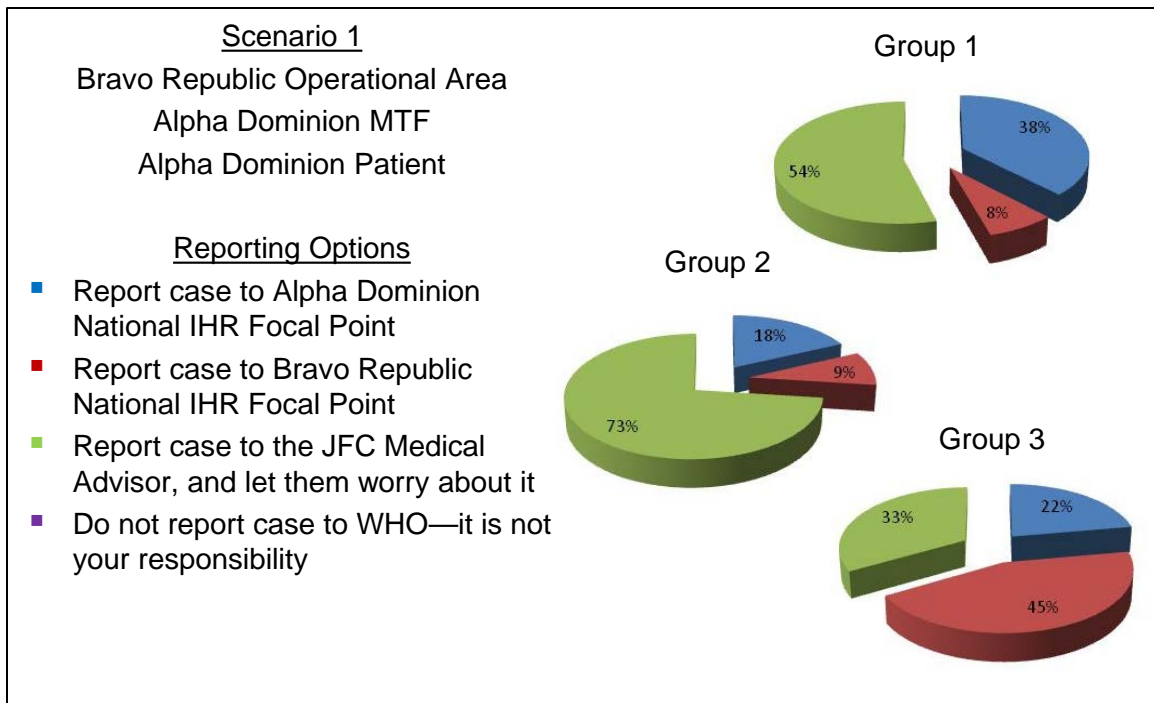 Scenario 1
Bravo Republic Operational Area
Alpha Dominion MTF
Alpha Dominion Patient
Reporting Options
Report case to Alpha Dominion
National IHR Focal Point
Report case to Bravo Republic
National IHR Focal Point
Report case to the JFC Medical
Advisor, and let them worry about it
Do not report case to WHO—it is not
your responsibility
Group 1
38%
54%
8%
Group 2
18%
9%
73%
Group 3
22%
33%
45%